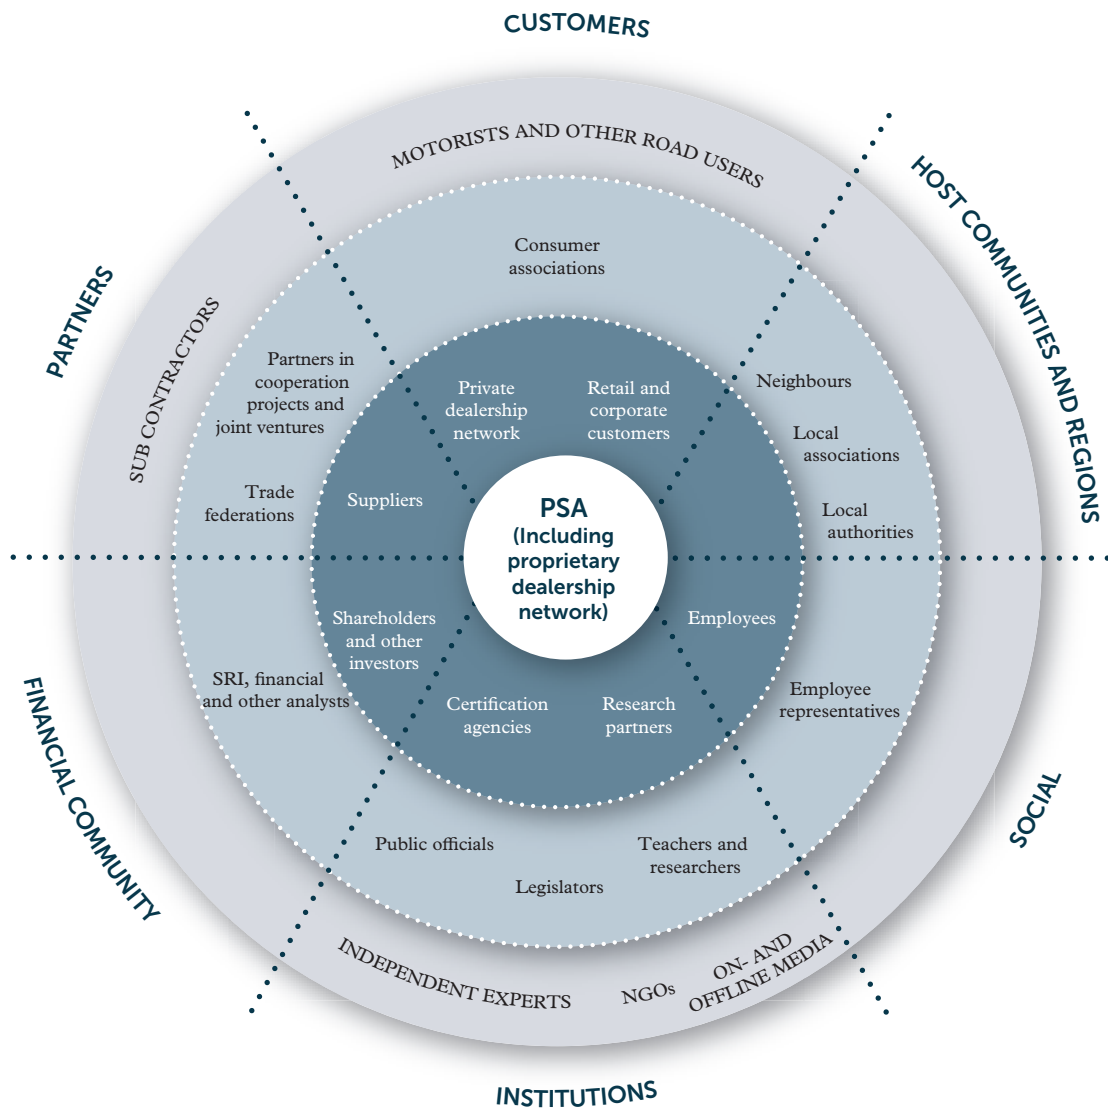 CUSTOMERS
MOTORISTS AND OTHER ROAD USERS
HOST COMMUNITIES AND REGIONS
PARTNERS
SUB CONTRACTORS
Consumer
associations
Partners in
cooperation
projects and
joint ventures
Trade
federations
Neighbours
Local
associations
Local
authorities
Private
dealership
network
Retail and
corporate
customers
Suppliers
PSA
(Including
proprietary
dealership
network)
Shareholders
and other
investors
Employees
Certification
agencies
Research
partners
SRI, financial
and other analysts
Employee
representatives
FINANCIAL COMMUNITY
SOCIAL
Public officials
Legislators
Teachers and
researchers
INDEPENDENT EXPERTS
NGOs
ON- AND
OFFLINE MEDIA
INSTITUTIONS